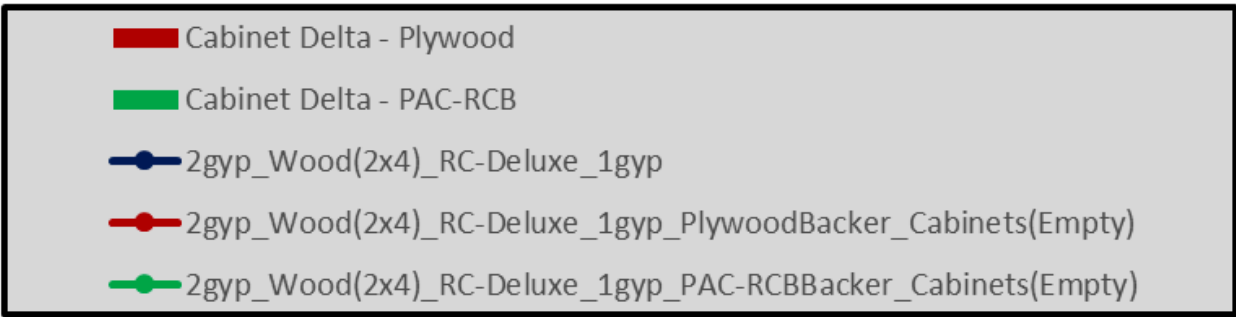 Cabinet Delta - Plywood
Cabinet Delta - PAC-RCB
2gyp_Wood(2x4)_RC-Deluxe_1gyp
2gyp_Wood(2x4)_RC-Deluxe_1gyp_PlywoodBacker_Cabinets(Empty)
2gyp_Wood(2x4)_RC-Deluxe_1gyp_PAC-RCBBacker_Cabinets(Empty)